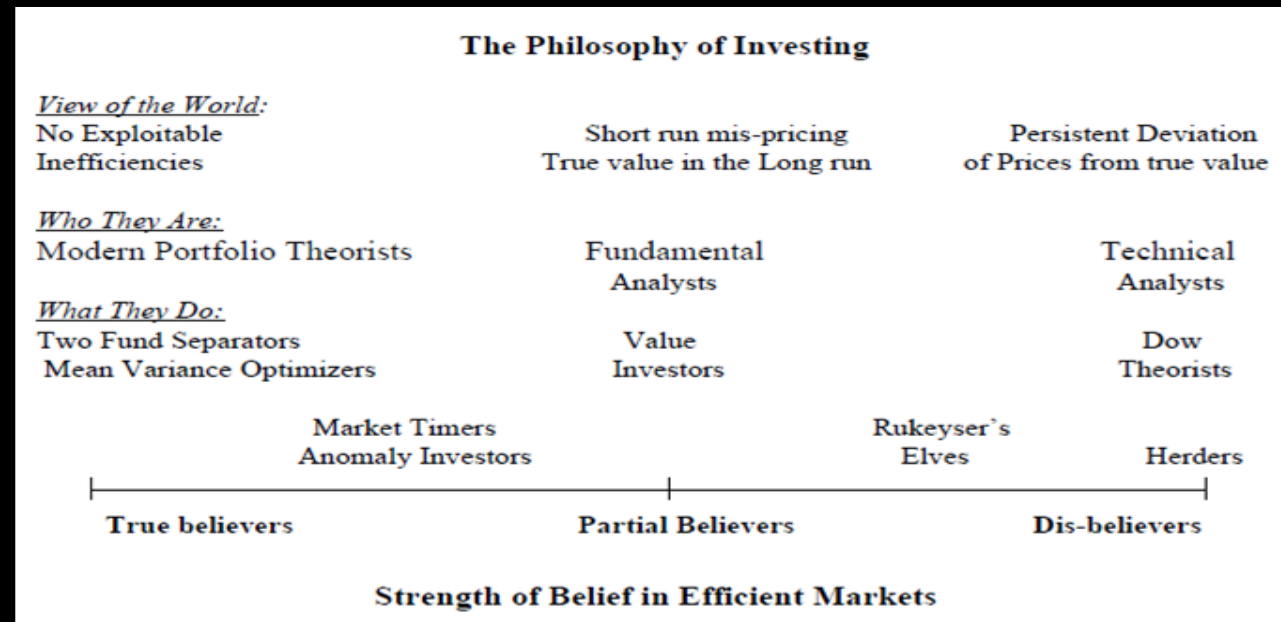 The Philosophy of Investing
View of the World:
No Exploitable Short run mis-pricing Persistent Deviation
Inefficiencies True value in the Long run of Prices from true value
Who They Are:
Modern Portfolio Theorists Fundamental Technical
Analysts Analysts
What They Do:
Two Fund Separators Value Dow
Mean Variance Optimizers Investors Theorists
Market Timers Rukeyser's
Anomaly Investors Elves Herders
True believers Partial Believers Dis-believers
Strength of Belief in Efficient Markets